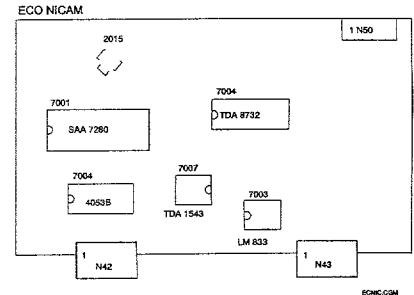 ECO NICAM
1 N50
2015
7004
7001
TDA 8732
SAA 7280
7007
7004
7003
4053B
TDA 1543
LM 833
1
N42
1
N43
ECNIC.CGM